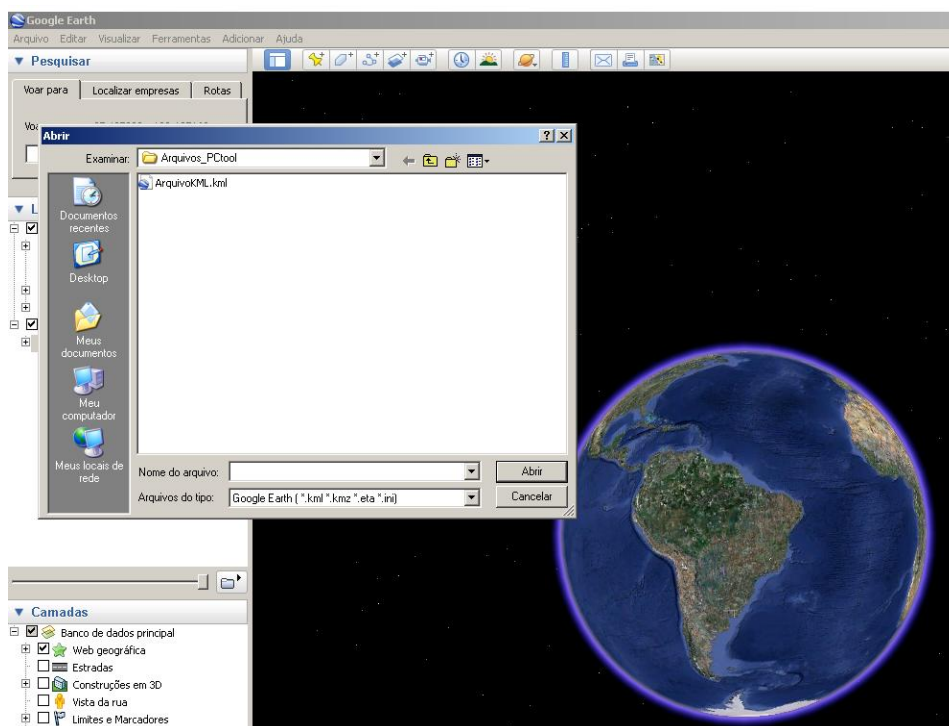 Google Earth
Arquivo Editar Visualizar Ferramentas Adicionar Ajuda
Pesquisar
Voar para Localizar empresas Rotas
Abrir
Examinar: Arquivos_PCtool
ArquivoKML.kml
Documentos
recentes
Desktop
Meus
documentos
Meu
computador
Meus locais de
rede
Nome do arquivo:
Abrir
Arquivos do tipo: Google Earth ( *.kml *.kmz *.eta *.ini)
Cancelar
Camadas
Banco de dados principal
Web geográfica
Estradas
Construções em 3D
Vista da rua
Limites e Marcadores